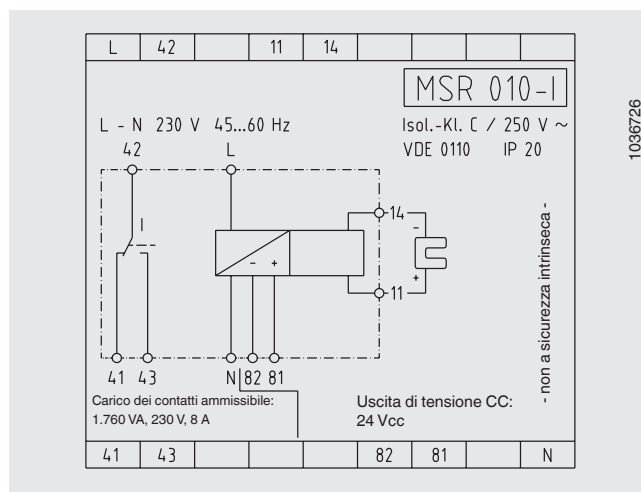 L 42 11 14
MSR 010-I
L - N 230 V 45...60 Hz
Isol.-Kl. C / 250 V ~
VDE 0110 IP 20
42 L
I
14
-
- +
+
11
41 43 N 82 81
Carico dei contatti ammissibile:
1.760 VA, 230 V, 8 A
Uscita di tensione CC:
24 Vcc
- non a sicurezza intrinseca -
41 43 82 81 N
1036726